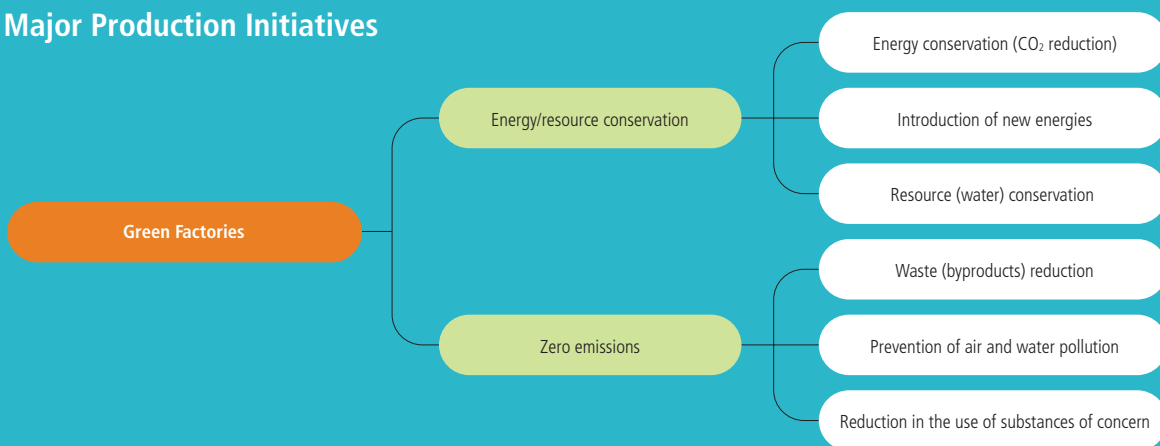 Major Production Initiatives
Green Factories
Energy/resource conservation
Energy conservation (CO₂ reduction)
Introduction of new energies
Resource (water) conservation
Zero emissions
Waste (byproducts) reduction
Prevention of air and water pollution
Reduction in the use of substances of concern